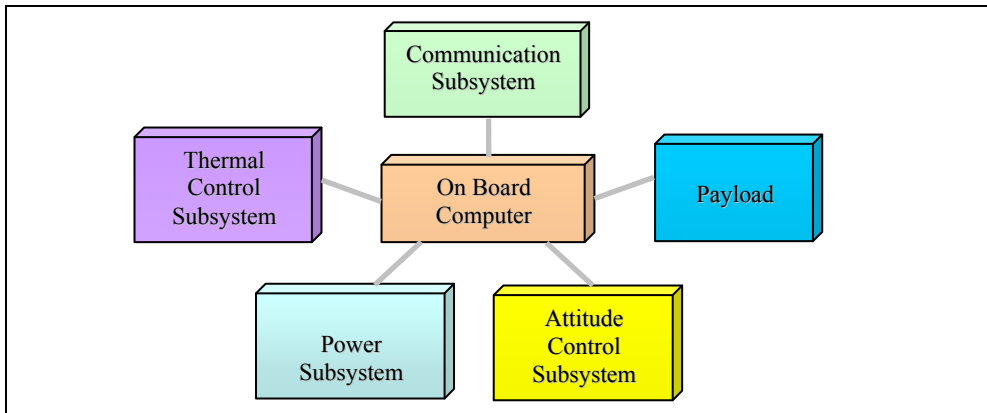 Communication
Subsystem
Thermal
Control
Subsystem
On Board
Computer
Payload
Power
Subsystem
Attitude
Control
Subsystem